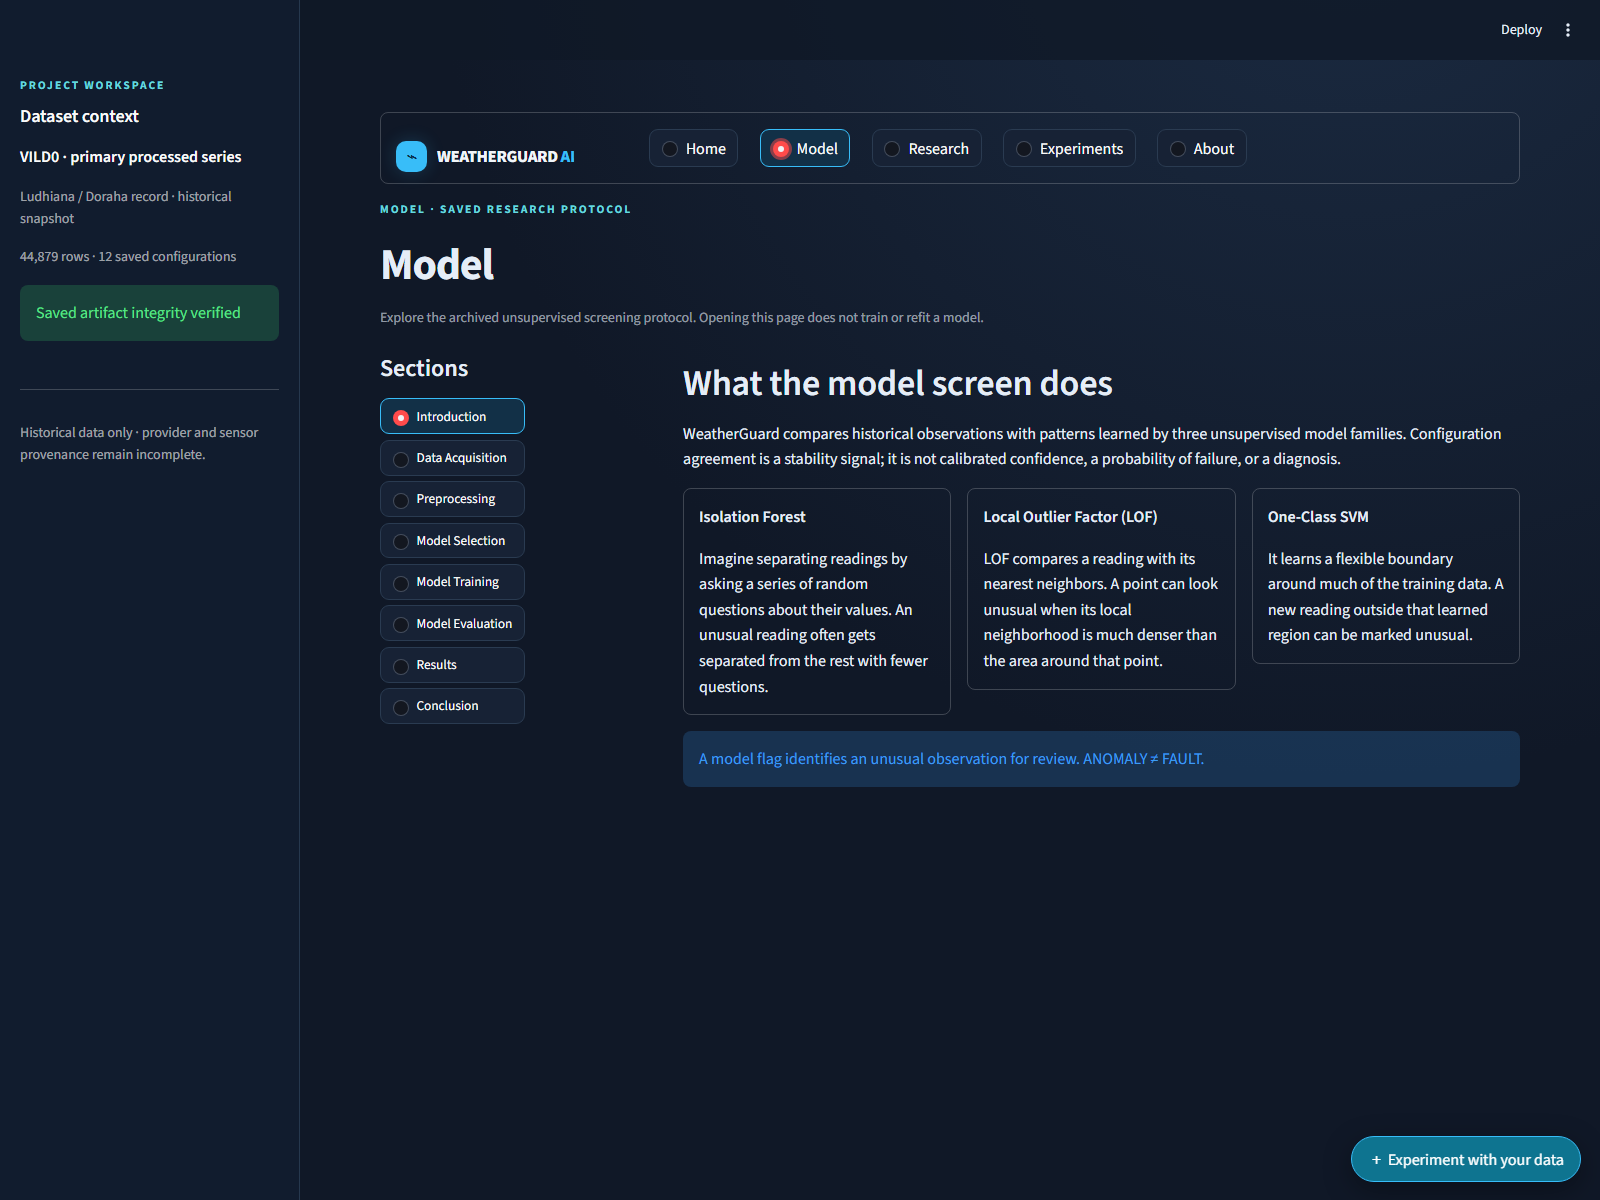 Deploy
PROJECT WORKSPACE
Dataset context
VILD0 · primary processed series
Ludhiana / Doraha record · historical
snapshot
44,879 rows · 12 saved configurations
Saved artifact integrity verified
Historical data only · provider and sensor
provenance remain incomplete.
WEATHERGUARD AI
Home
Model
Research
Experiments
About
MODEL · SAVED RESEARCH PROTOCOL
Model
Explore the archived unsupervised screening protocol. Opening this page does not train or refit a model.
Sections
Introduction
Data Acquisition
Preprocessing
Model Selection
Model Training
Model Evaluation
Results
Conclusion
What the model screen does
WeatherGuard compares historical observations with patterns learned by three unsupervised model families. Configuration
agreement is a stability signal; it is not calibrated confidence, a probability of failure, or a diagnosis.
Isolation Forest
Imagine separating readings by
asking a series of random
questions about their values. An
unusual reading often gets
separated from the rest with fewer
questions.
Local Outlier Factor (LOF)
LOF compares a reading with its
nearest neighbors. A point can look
unusual when its local
neighborhood is much denser than
the area around that point.
One-Class SVM
It learns a flexible boundary
around much of the training data. A
new reading outside that learned
region can be marked unusual.
A model flag identifies an unusual observation for review. ANOMALY ≠ FAULT.
+ Experiment with your data